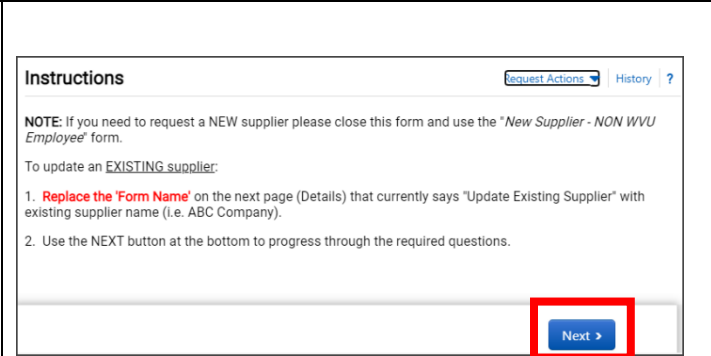 Instructions
Request Actions History ?
NOTE: If you need to request a NEW supplier please close this form and use the "New Supplier - NON WVU
Employee" form.
To update an EXISTING supplier:
1. Replace the 'Form Name' on the next page (Details) that currently says "Update Existing Supplier" with
existing supplier name (i.e. ABC Company).
2. Use the NEXT button at the bottom to progress through the required questions.
Next >